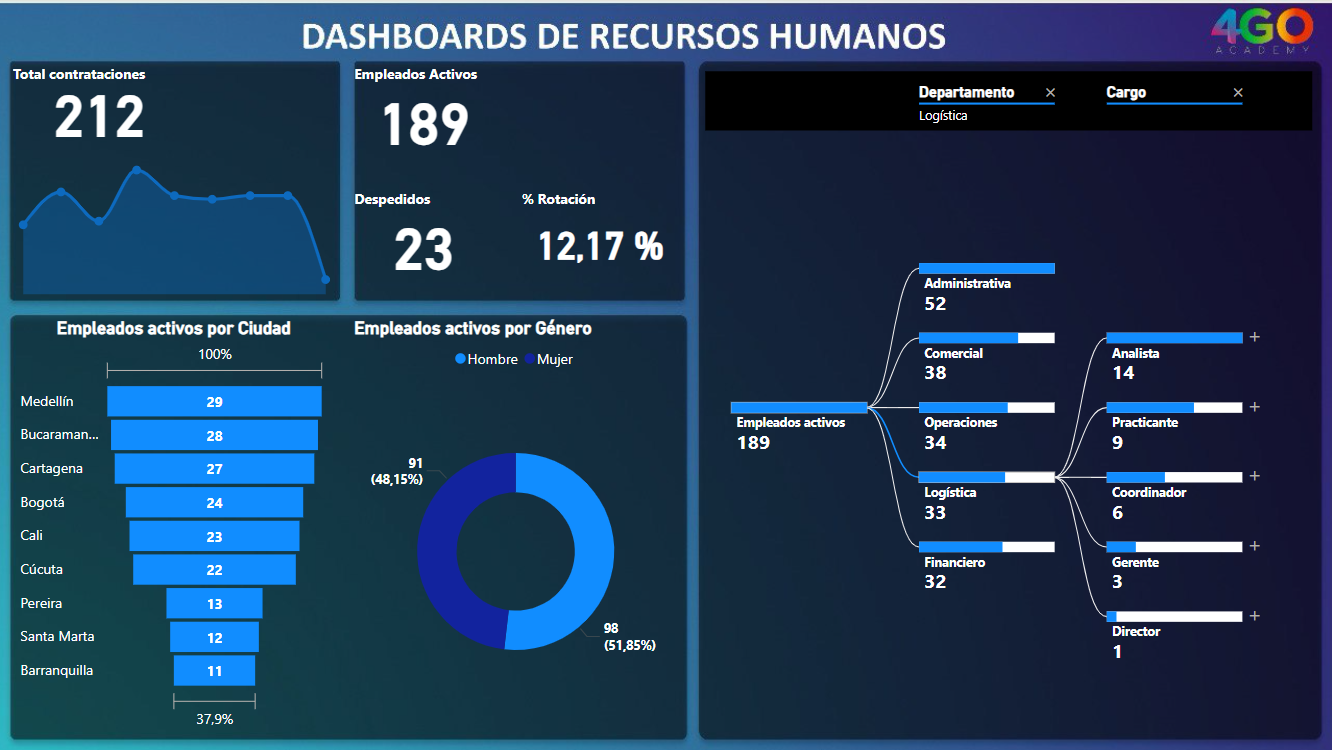 DASHBOARDS DE RECURSOS HUMANOS
4GO
ACADEMY
Total contrataciones
212
Empleados Activos
189
Despedidos
23
% Rotación
12,17 %
Empleados activos por Ciudad
100%
Medellín
29
Bucaraman...
28
Cartagena
27
Bogotá
24
Cali
23
Cúcuta
22
Pereira
13
Santa Marta
12
Barranquilla
11
37,9%
Empleados activos por Género
Hombre
Mujer
91
(48,15%)
98
(51,85%)
Departamento
Logística
Cargo
Empleados activos
189
Administrativa
52
Comercial
38
Operaciones
34
Logística
33
Financiero
32
Analista
14
Practicante
9
Coordinador
6
Gerente
3
Director
1